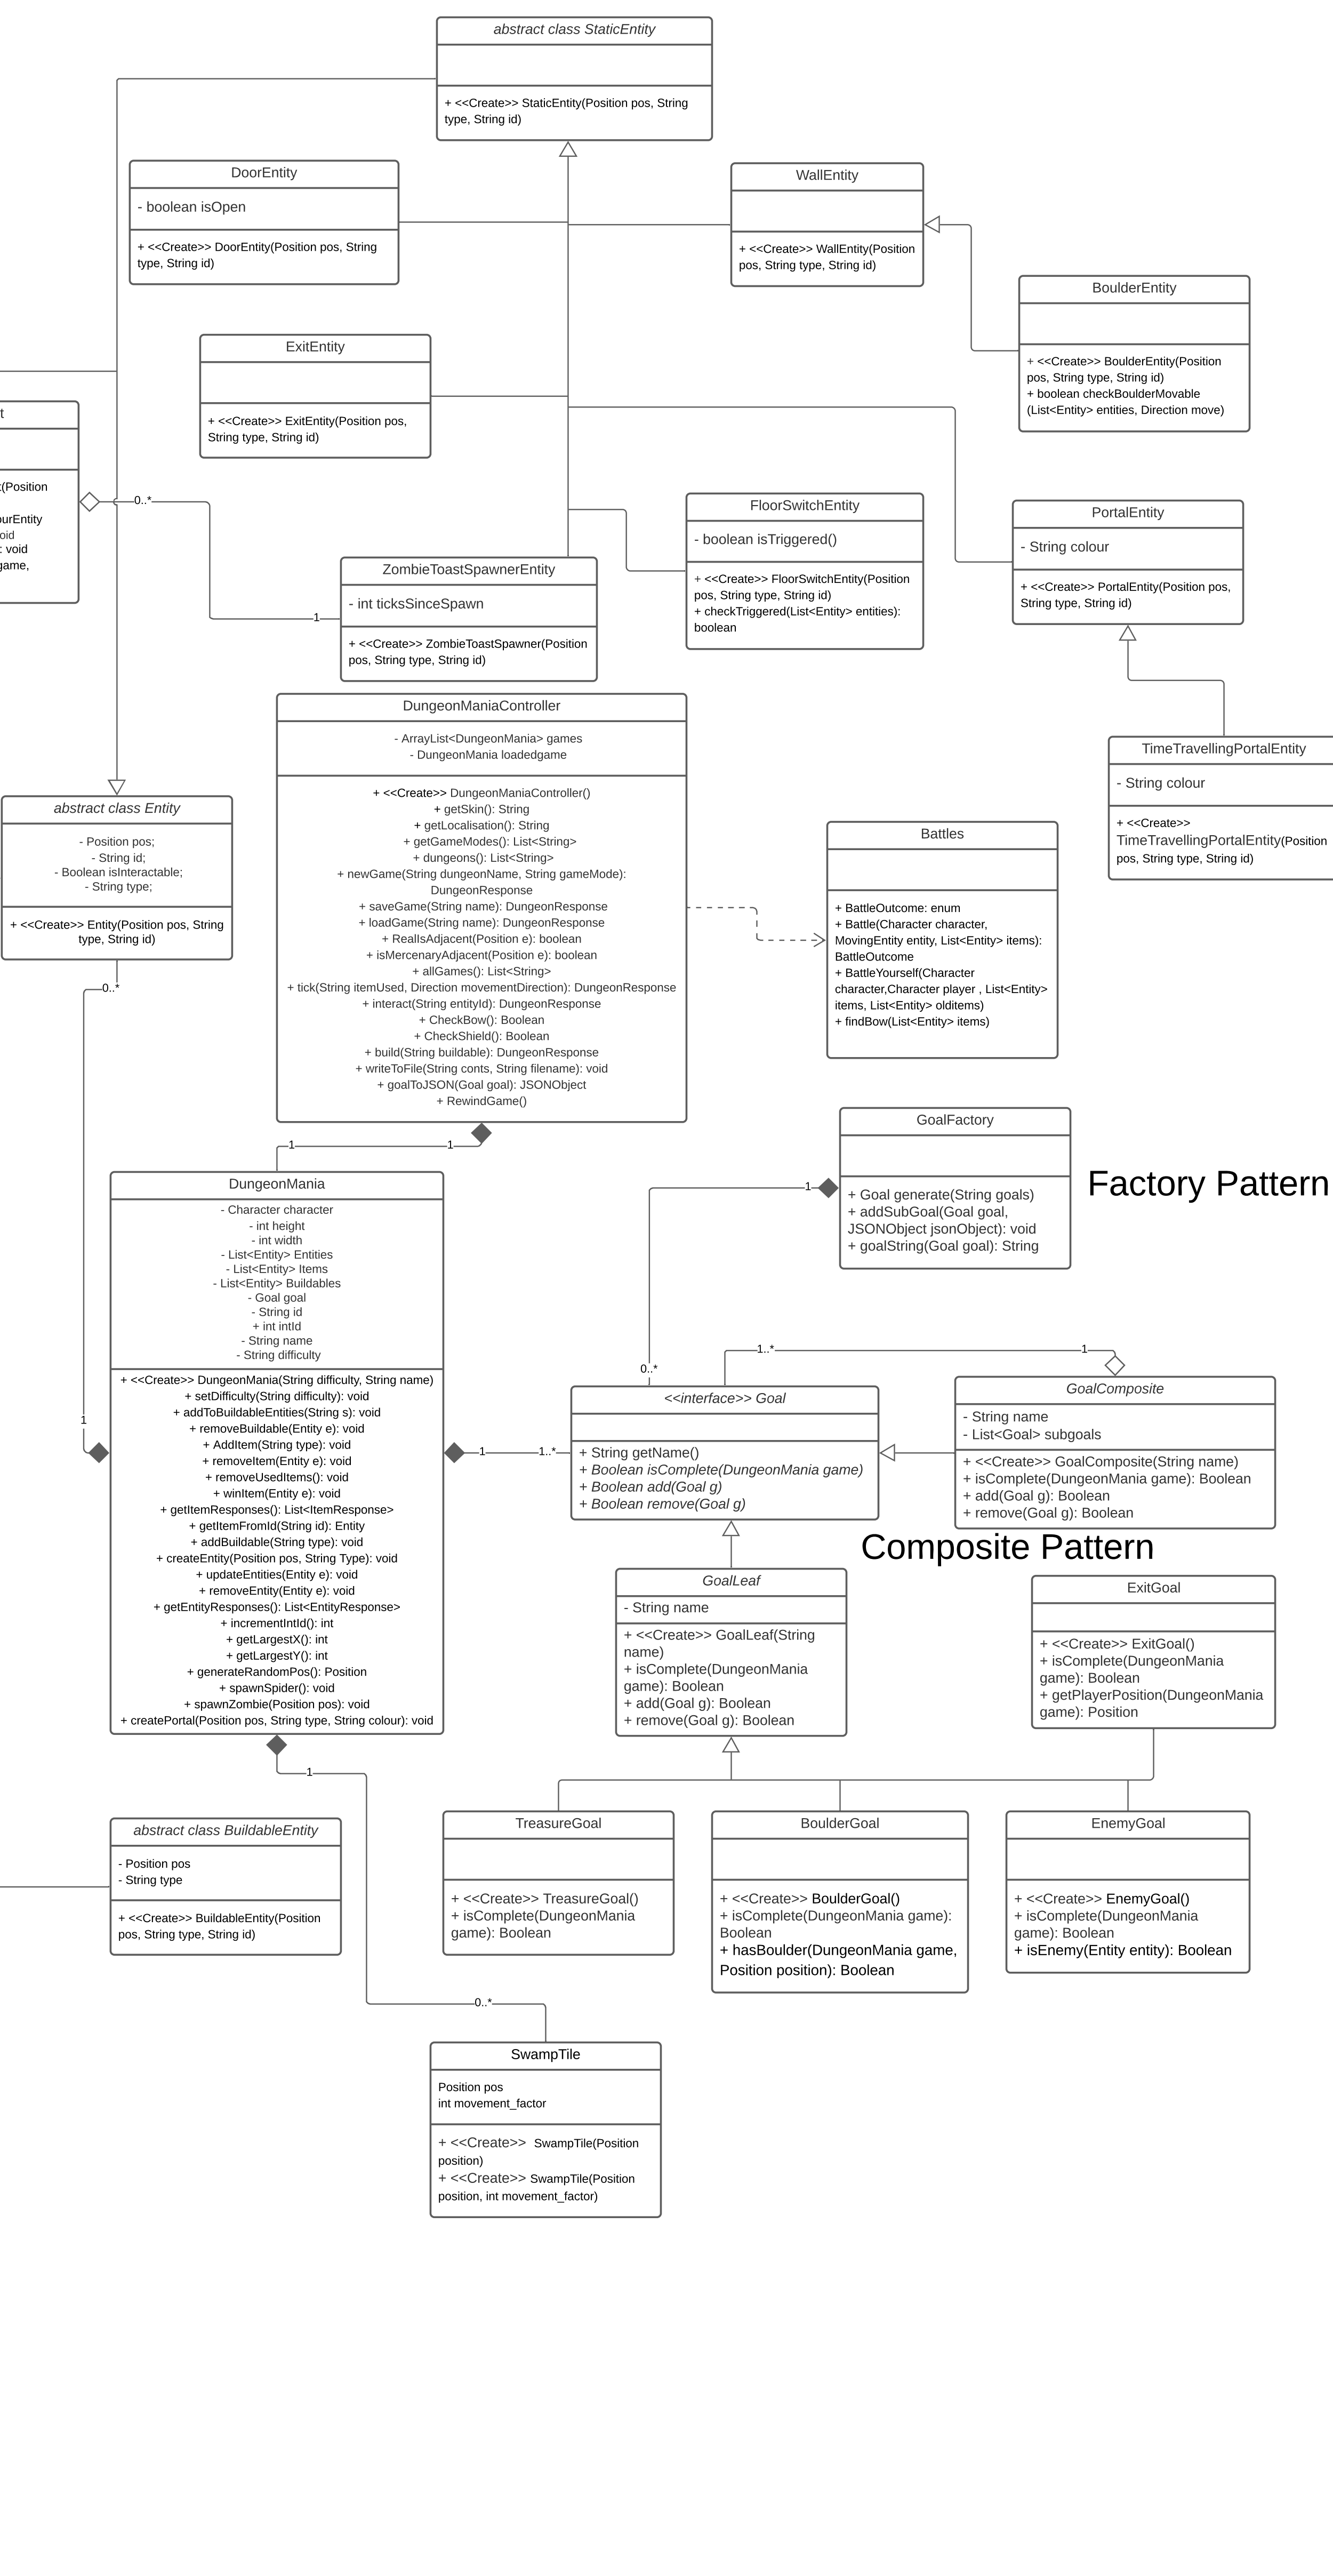 abstract class StaticEntity
+ <<Create>> StaticEntity(Position pos, String
type, String id)
DoorEntity
- boolean isOpen
+ <<Create>> DoorEntity(Position pos, String
type, String id)
WallEntity
+ <<Create>> WallEntity(Position
pos, String type, String id)
BoulderEntity
+ <<Create>> BoulderEntity(Position
pos, String type, String id)
+ boolean checkBoulderMovable
(List<Entity> entities, Direction move)
ExitEntity
+ <<Create>> ExitEntity(Position pos,
String type, String id)
t
(Position
urEntity
oid
: void
game,
0..*
1
ZombieToastSpawnerEntity
- int ticksSinceSpawn
+ <<Create>> ZombieToastSpawner(Position
pos, String type, String id)
FloorSwitchEntity
- boolean isTriggered()
+ <<Create>> FloorSwitchEntity(Position
pos, String type, String id)
+ checkTriggered(List<Entity> entities):
boolean
PortalEntity
- String colour
+ <<Create>> PortalEntity(Position pos,
String type, String id)
TimeTravellingPortalEntity
- String colour
+ <<Create>>
TimeTravellingPortalEntity(Position
pos, String type, String id)
DungeonManiaController
- ArrayList<DungeonMania> games
- DungeonMania loadedgame
+ <<Create>> DungeonManiaController()
+ getSkin(): String
+ getLocalisation(): String
+ getGameModes(): List<String>
+ dungeons(): List<String>
+ newGame(String dungeonName, String gameMode):
DungeonResponse
+ saveGame(String name): DungeonResponse
+ loadGame(String name): DungeonResponse
+ RealIsAdjacent(Position e): boolean
+ isMercenaryAdjacent(Position e): boolean
+ allGames(): List<String>
+ tick(String itemUsed, Direction movementDirection): DungeonResponse
+ interact(String entityId): DungeonResponse
+ CheckBow(): Boolean
+ CheckShield(): Boolean
+ build(String buildable): DungeonResponse
+ writeToFile(String conts, String filename): void
+ goalToJSON(Goal goal): JSONObject
+ RewindGame()
abstract class Entity
- Position pos;
- String id;
- Boolean isInteractable;
- String type;
+ <<Create>> Entity(Position pos, String
type, String id)
0..*
Battles
+ BattleOutcome: enum
+ Battle(Character character,
MovingEntity entity, List<Entity> items):
BattleOutcome
+ BattleYourself(Character
character,Character player , List<Entity>
items, List<Entity> olditems)
+ findBow(List<Entity> items)
1
1
GoalFactory
+ Goal generate(String goals)
+ addSubGoal(Goal goal,
JSONObject jsonObject): void
+ goalString(Goal goal): String
Factory Pattern
1
0..*
DungeonMania
- Character character
- int height
- int width
- List<Entity> Entities
- List<Entity> Items
- List<Entity> Buildables
- Goal goal
- String id
+ int intId
- String name
- String difficulty
+ <<Create>> DungeonMania(String difficulty, String name)
+ setDifficulty(String difficulty): void
+ addToBuildableEntities(String s): void
+ removeBuildable(Entity e): void
+ AddItem(String type): void
+ removeItem(Entity e): void
+ removeUsedItems(): void
+ winItem(Entity e): void
+ getItemResponses(): List<ItemResponse>
+ getItemFromId(String id): Entity
+ addBuildable(String type): void
+ createEntity(Position pos, String Type): void
+ updateEntities(Entity e): void
+ removeEntity(Entity e): void
+ getEntityResponses(): List<EntityResponse>
+ incrementIntId(): int
+ getLargestX(): int
+ getLargestY(): int
+ generateRandomPos(): Position
+ spawnSpider(): void
+ spawnZombie(Position pos): void
+ createPortal(Position pos, String type, String colour): void
1
1
1..*
1..*
1
<<interface>> Goal
+ String getName()
+ Boolean isComplete(DungeonMania game)
+ Boolean add(Goal g)
+ Boolean remove(Goal g)
GoalComposite
- String name
- List<Goal> subgoals
+ <<Create>> GoalComposite(String name)
+ isComplete(DungeonMania game): Boolean
+ add(Goal g): Boolean
+ remove(Goal g): Boolean
Composite Pattern
GoalLeaf
- String name
+ <<Create>> GoalLeaf(String
name)
+ isComplete(DungeonMania
game): Boolean
+ add(Goal g): Boolean
+ remove(Goal g): Boolean
ExitGoal
+ <<Create>> ExitGoal()
+ isComplete(DungeonMania
game): Boolean
+ getPlayerPosition(DungeonMania
game): Position
1
0..*
abstract class BuildableEntity
- Position pos
- String type
+ <<Create>> BuildableEntity(Position
pos, String type, String id)
TreasureGoal
+ <<Create>> TreasureGoal()
+ isComplete(DungeonMania
game): Boolean
BoulderGoal
+ <<Create>> BoulderGoal()
+ isComplete(DungeonMania game):
Boolean
+ hasBoulder(DungeonMania game,
Position position): Boolean
EnemyGoal
+ <<Create>> EnemyGoal()
+ isComplete(DungeonMania
game): Boolean
+ isEnemy(Entity entity): Boolean
SwampTile
Position pos
int movement_factor
+ <<Create>> SwampTile(Position
position)
+ <<Create>> SwampTile(Position
position, int movement_factor)